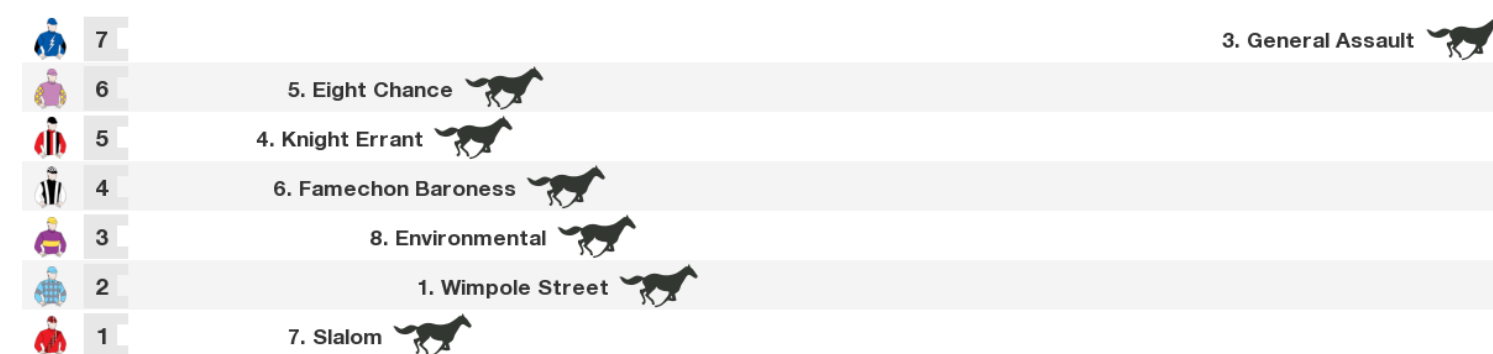 7 3. General Assault
6 5. Eight Chance
5 4. Knight Errant
4 6. Famechon Baroness
3 8. Environmental
2 1. Wimpole Street
1 7. Slalom